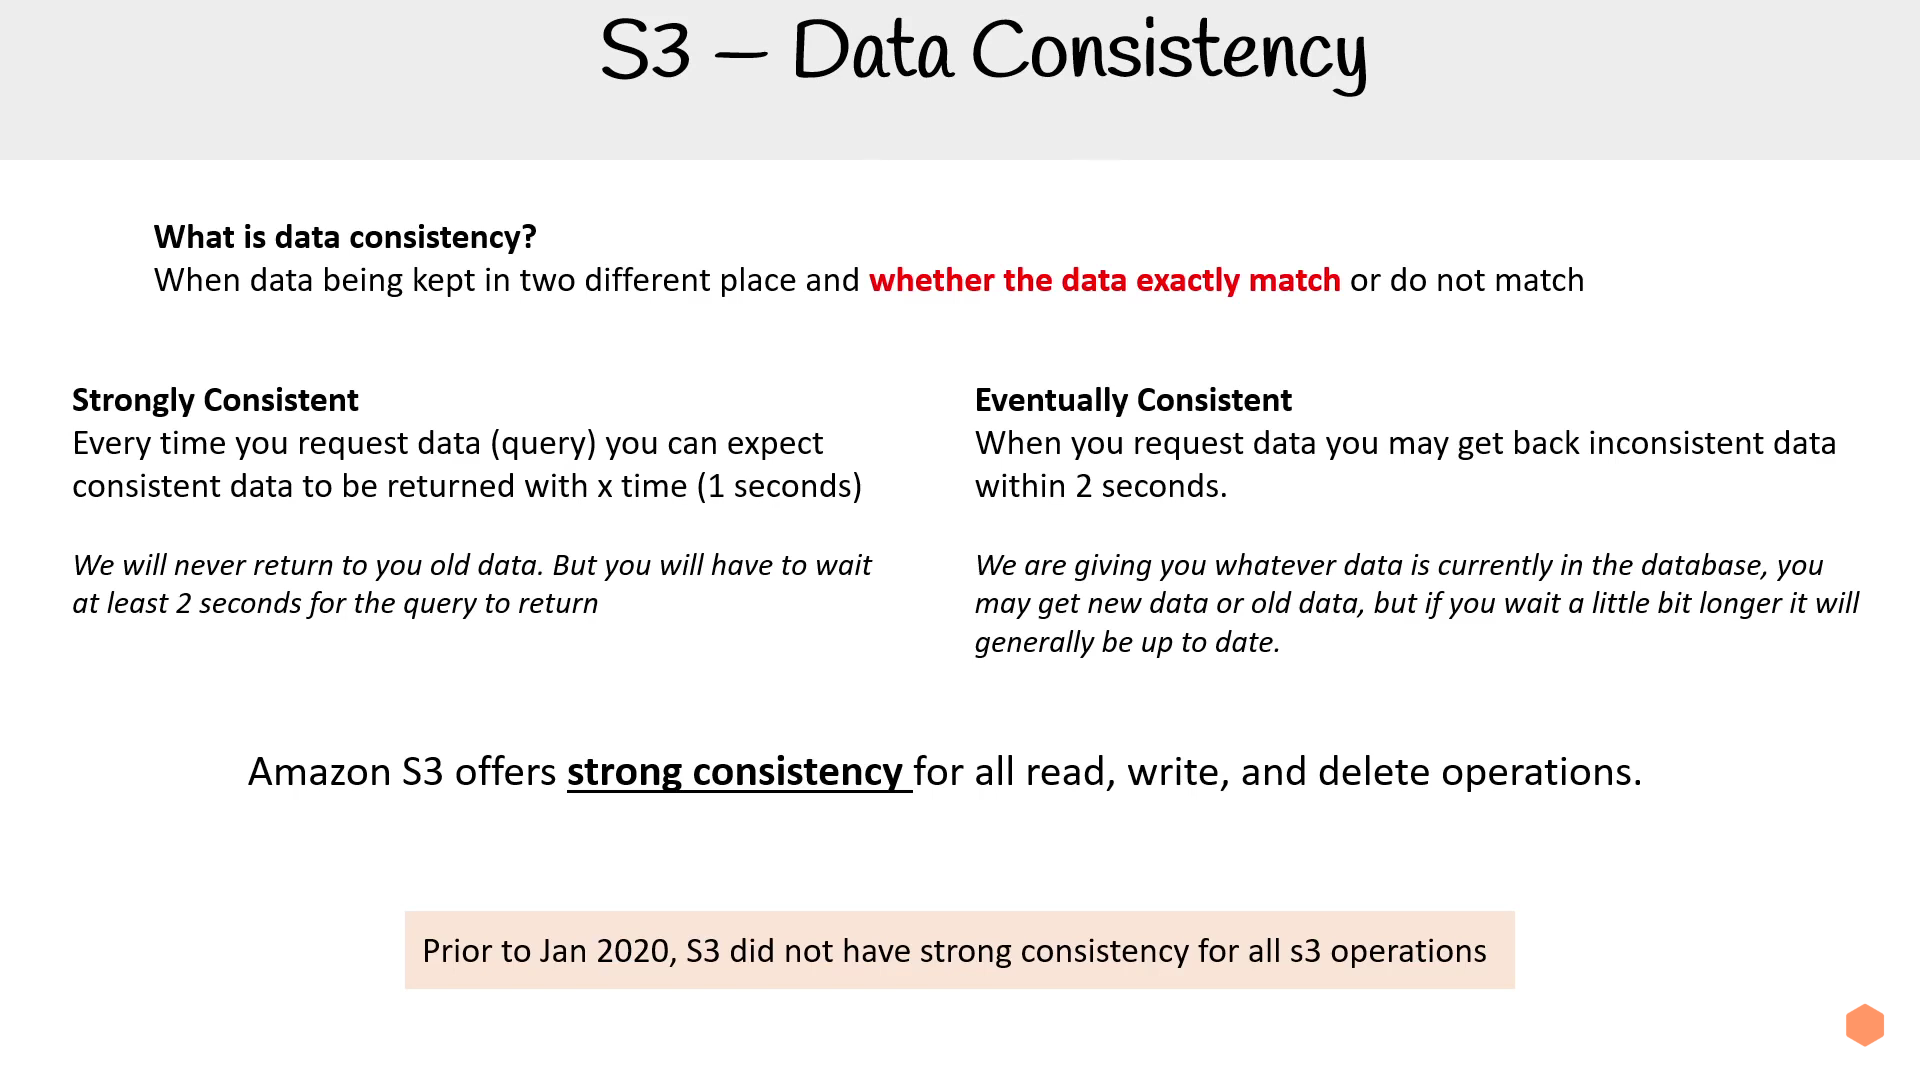 S3 – Data Consistency
What is data consistency?
When data being kept in two different place and whether the data exactly match or do not match
Strongly Consistent
Every time you request data (query) you can expect
consistent data to be returned with x time (1 seconds)
We will never return to you old data. But you will have to wait
at least 2 seconds for the query to return
Eventually Consistent
When you request data you may get back inconsistent data
within 2 seconds.
We are giving you whatever data is currently in the database, you
may get new data or old data, but if you wait a little bit longer it will
generally be up to date.
Amazon S3 offers strong consistency for all read, write, and delete operations.
Prior to Jan 2020, S3 did not have strong consistency for all s3 operations